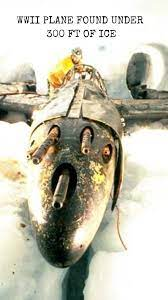 WWII PLANE FOUND UNDER
300 FT OF ICE